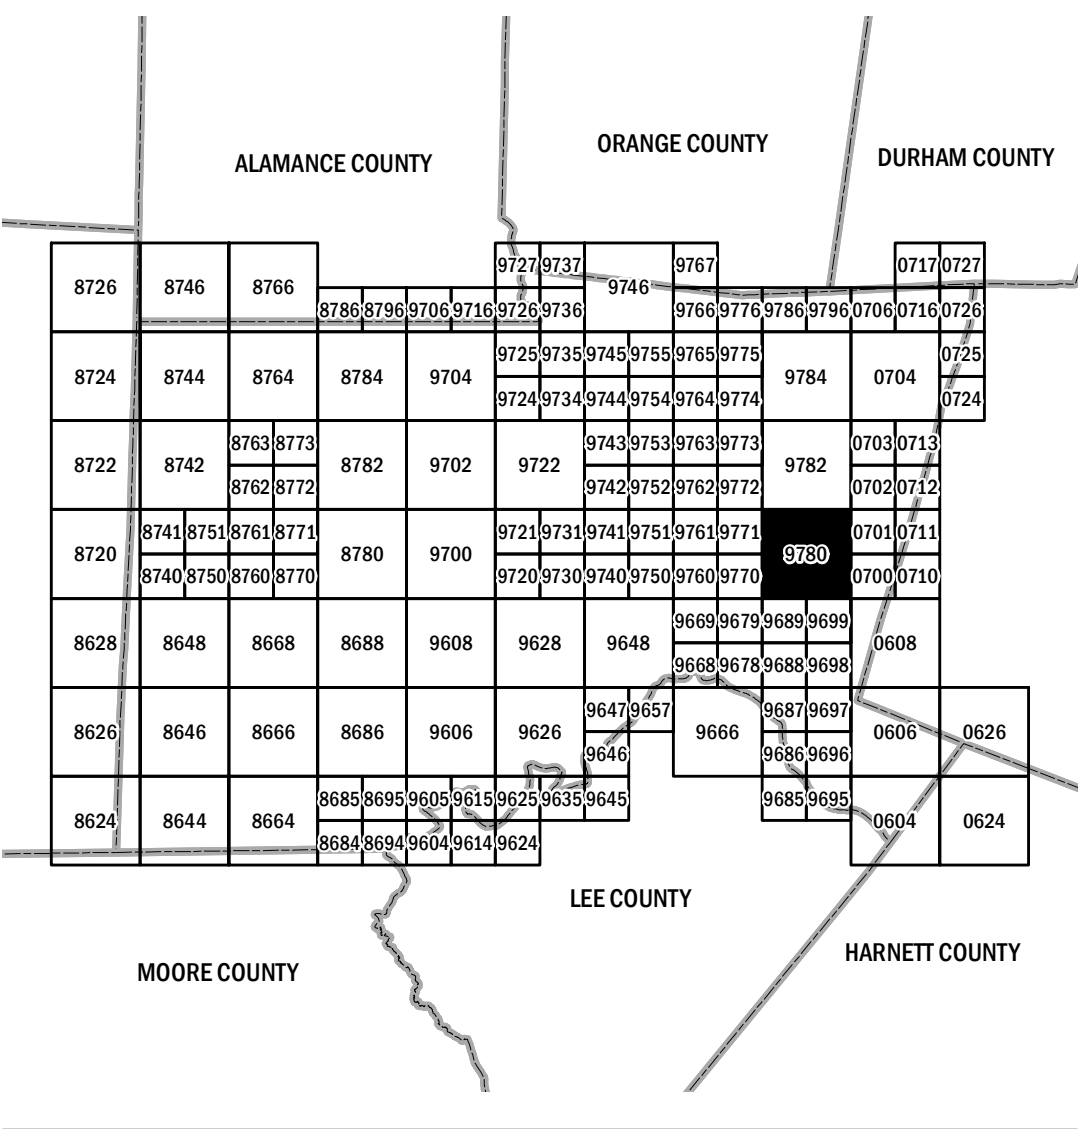 ORANGE COUNTY
ALAMANCE COUNTY
DURHAM COUNTY
9727 9737 9767 0717 0727
8726 8746 8766 9746
8786 8796 9706 9716 9726 9736 9766 9776 9786 9796 0706 0716 0726
9725 9735 9745 9755 9765 9775 0725
8724 8744 8764 8784 9704 9784 0704
9724 9734 9744 9754 9764 9774 0724
8763 8773 9743 9753 9763 9773 0703 0713
8722 8742 8782 9702 9722 9782
8762 8772 9742 9752 9762 9772 0702 0712
8741 8751 8761 8771 9721 9731 9741 9751 9761 9771 0701 0711
8720 8780 9700 9780
8740 8750 8760 8770 9720 9730 9740 9750 9760 9770 0700 0710
9669 9679 9689 9699
8628 8648 8668 8688 9608 9628 9648 0608
9668 9678 9688 9698
9647 9657 9687 9697
8626 8646 8666 8686 9606 9626 9666 0606 0626
9646 9686 9696
8685 8695 9605 9615 9625 9635 9645 9685 9695
8624 8644 8664 0604 0624
8684 8694 9604 9614 9624
LEE COUNTY
HARNETT COUNTY
MOORE COUNTY